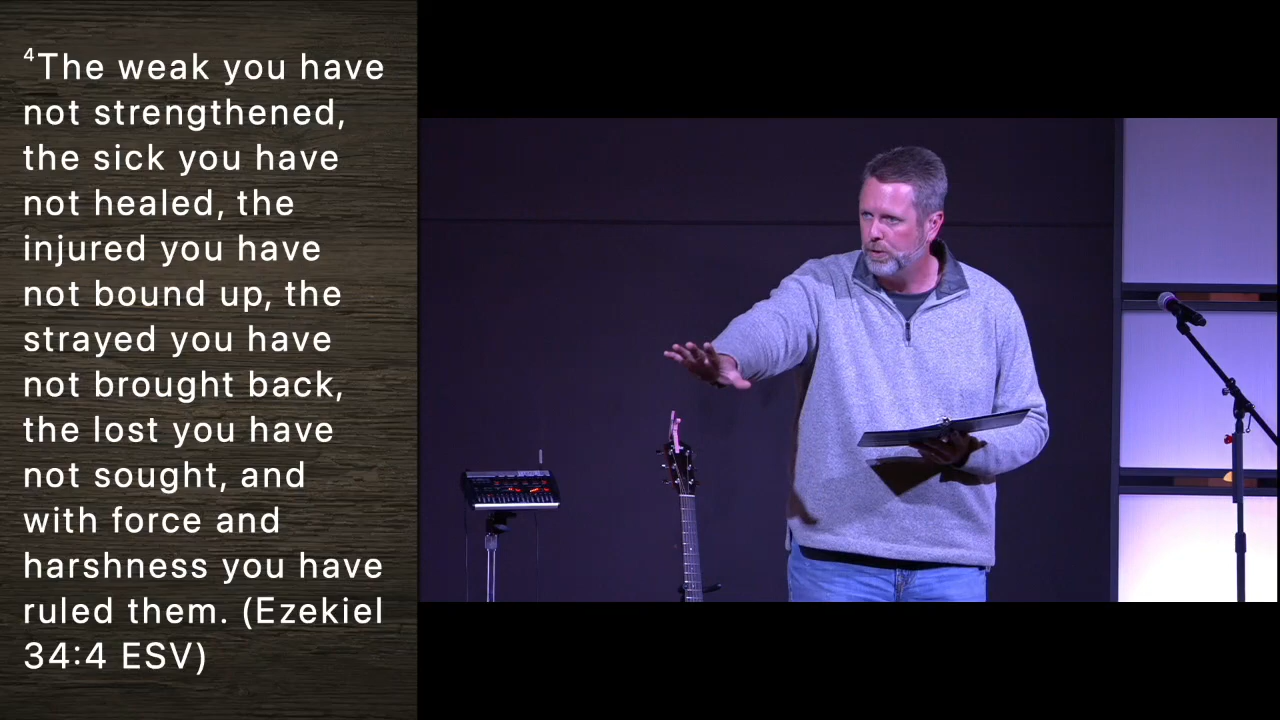 4The weak you have
not strengthened,
the sick you have
not healed, the
injured you have
not bound up, the
strayed you have
not brought back,
the lost you have
not sought, and
with force and
harshness you have
ruled them. (Ezekiel
34:4 ESV)